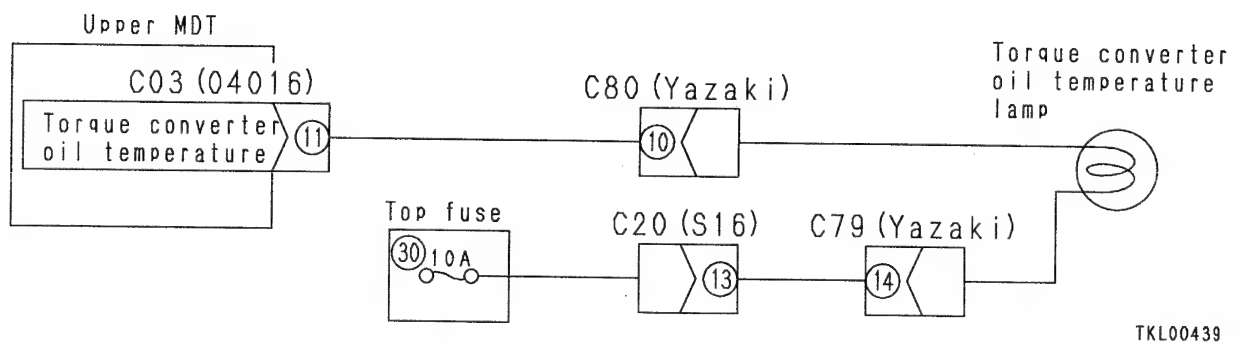 Upper MDT
C03 (04016)
Torque converter
oil temperature
11
C80 (Yazaki)
10
Torque converter
oil temperature
lamp
Top fuse
30
10A
C20 (S16)
13
C79 (Yazaki)
14
TKL00439